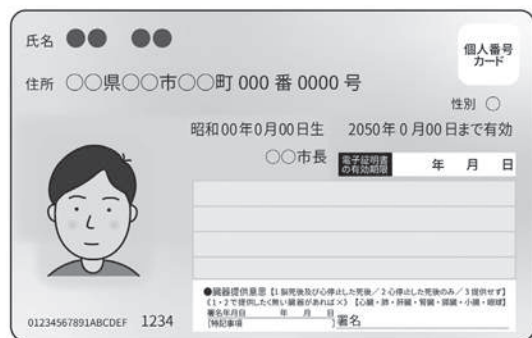 氏名 ●● ●●
個人番号
カード
住所 ○○県○○市○○町 000 番 0000 号
性別 ○
昭和00年0月00日生 2050年0月00日まで有効
○○市長 電子証明書の有効期限 年 月 日
●臓器提供意思【1 脳死後及び心停止した死後/2 心停止した死後のみ/3 提供せず】
《1・2で提供したく無い臓器があれば×》【心臓・肺・肝臓・腎臓・膵臓・小腸・眼球】
署名年月日 年 月 日
[特記事項 ] 署名
01234567891ABCDEF 1234